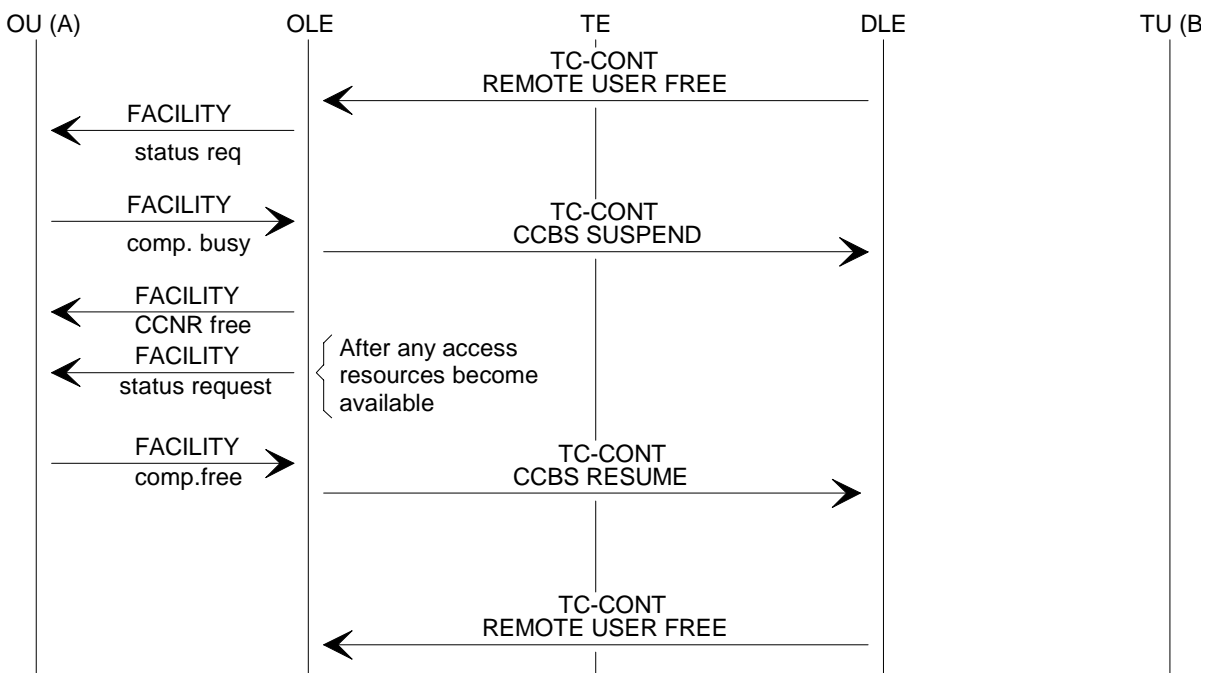 OU (A) OLE TE DLE TU (B
TC-CONT
REMOTE USER FREE
FACILITY
status req
FACILITY
comp. busy
TC-CONT
CCBS SUSPEND
FACILITY
CCNR free
FACILITY
status request
After any access
resources become
available
FACILITY
comp.free
TC-CONT
CCBS RESUME
TC-CONT
REMOTE USER FREE